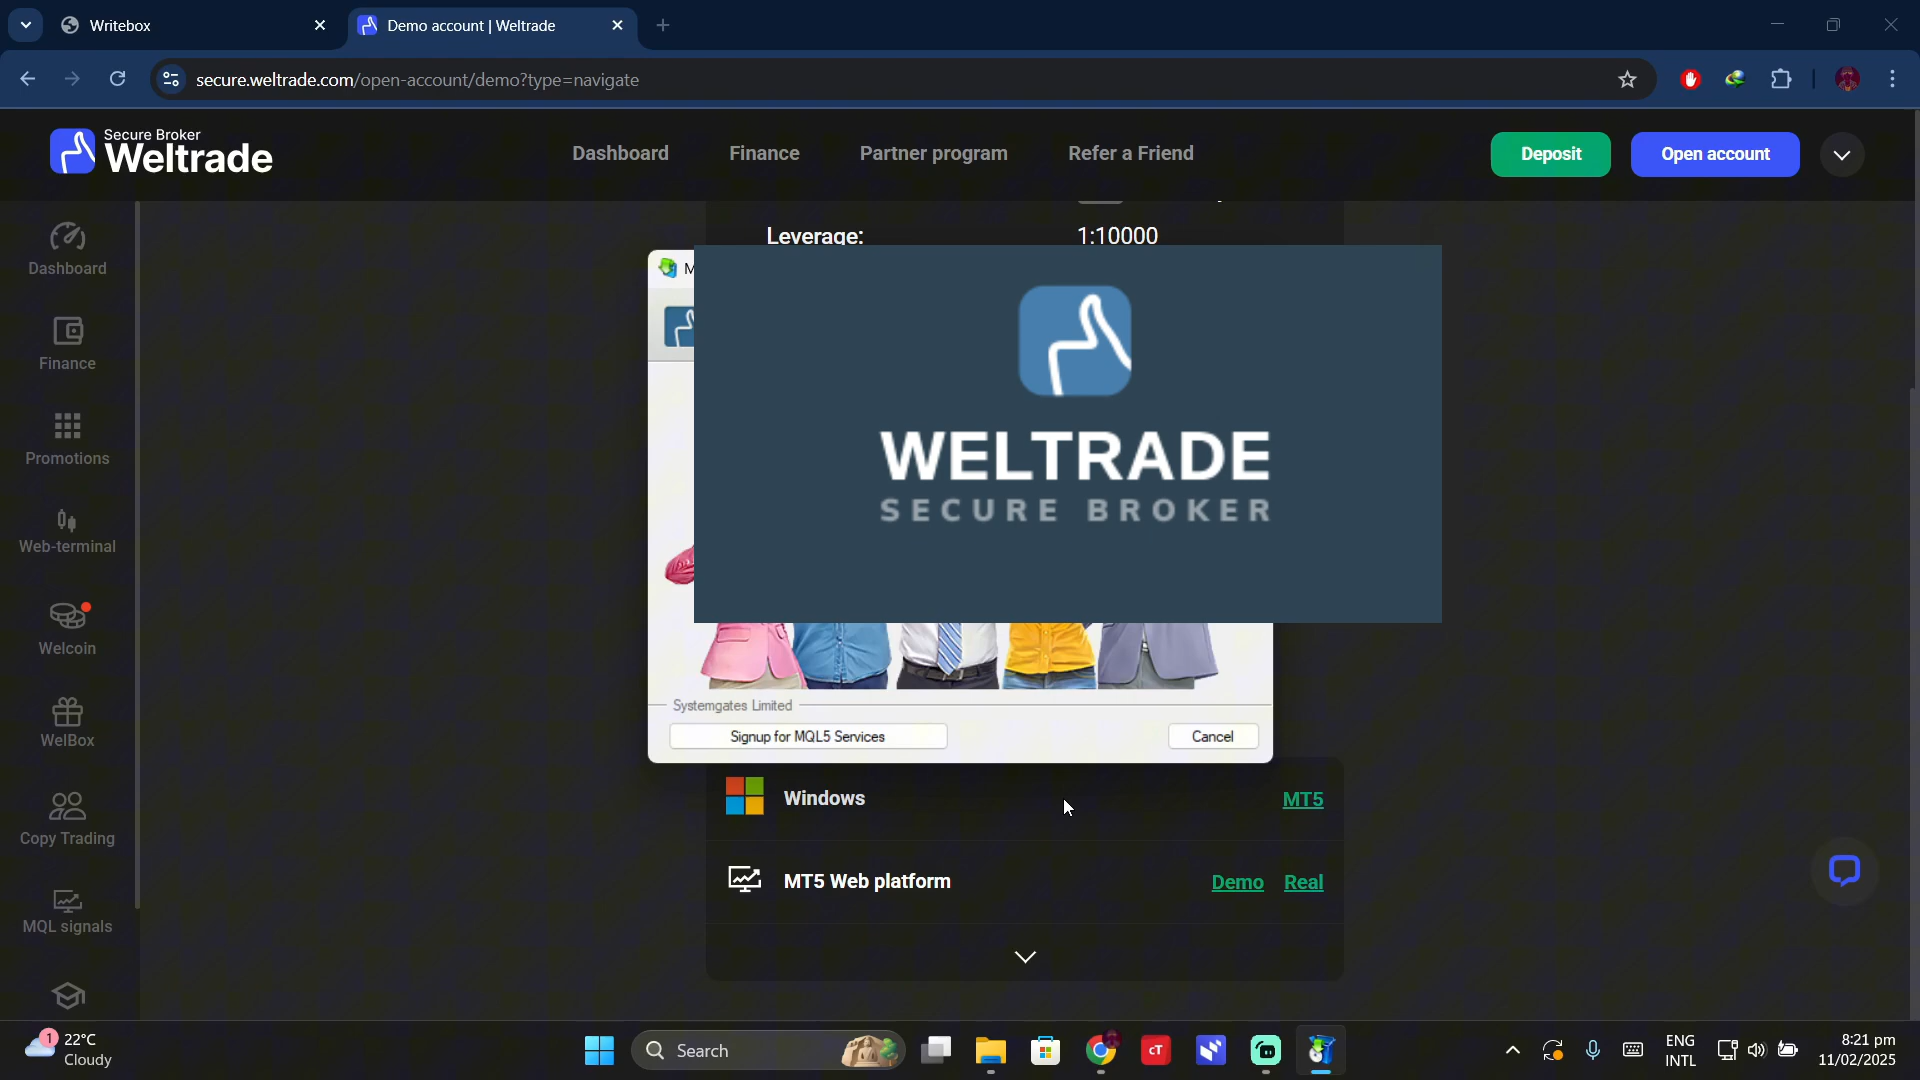 Writebox
Demo account | Weltrade
secure.weltrade.com/open-account/demo?type=navigate
Secure Broker
Weltrade
Dashboard
Finance
Partner program
Refer a Friend
Deposit
Open account
Dashboard
Finance
Promotions
Web-terminal
Welcoin
WelBox
Copy Trading
MQL signals
Leverage:
1:10000
M
WELTRADE
SECURE BROKER
Systemgates Limited
Signup for MQL5 Services
Cancel
Windows
MT5
MT5 Web platform
Demo
Real
1
22°C
Cloudy
Search
cT
ENG
INTL
8:21 pm
11/02/2025